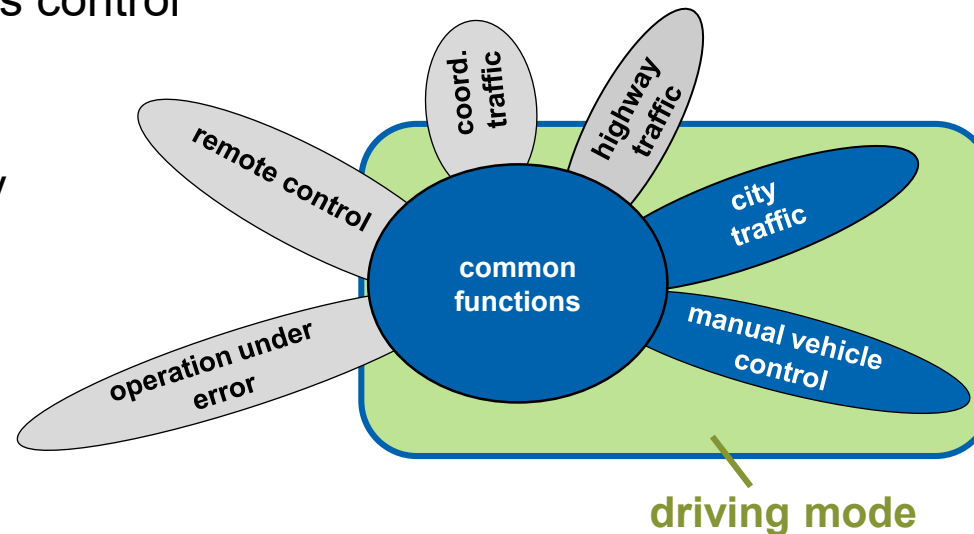 s control
coord.
traffic
highway
traffic
remote control
y
city
traffic
common
functions
manual vehicle
control
operation under
error
driving mode